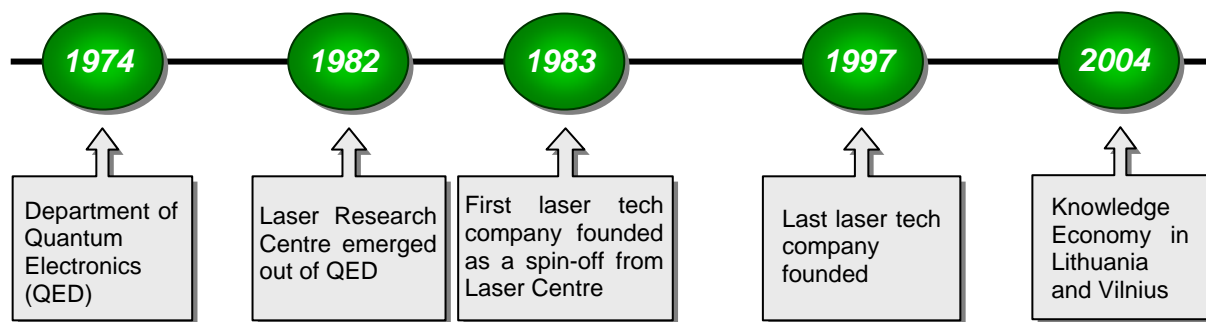 1974
1982
1983
1997
2004
Department of
Quantum
Electronics
(QED)
Laser Research
Centre emerged
out of QED
First laser tech
company founded
as a spin-off from
Laser Centre
Last laser tech
company
founded
Knowledge
Economy in
Lithuania
and Vilnius